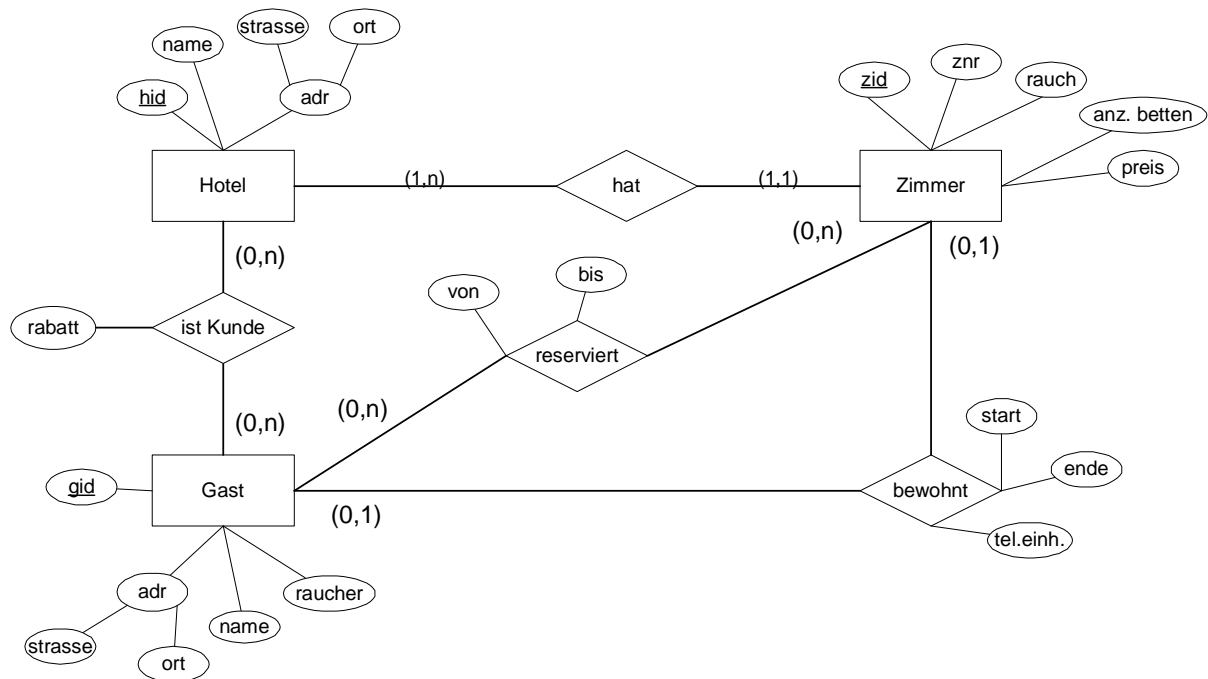 strasse
ort
name
hid
adr
zid
znr
rauch
anz. betten
preis
Hotel
(1,n)
hat
(1,1)
Zimmer
(0,n)
(0,n)
(0,1)
von
bis
rabatt
ist Kunde
reserviert
(0,n)
(0,n)
start
ende
gid
Gast
(0,1)
bewohnt
tel.einh.
adr
raucher
strasse
name
ort